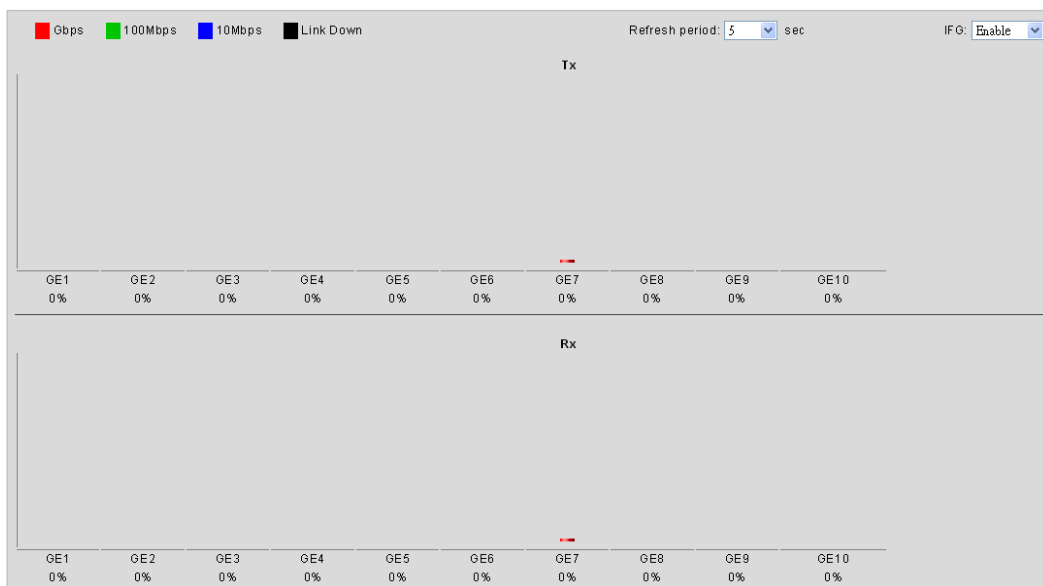 Gbps 100Mbps 10Mbps Link Down Refresh period: 5 sec IFG: Enable
Tx
GE1 GE2 GE3 GE4 GE5 GE6 GE7 GE8 GE9 GE10
0% 0% 0% 0% 0% 0% 0% 0% 0% 0%
Rx
GE1 GE2 GE3 GE4 GE5 GE6 GE7 GE8 GE9 GE10
0% 0% 0% 0% 0% 0% 0% 0% 0% 0%